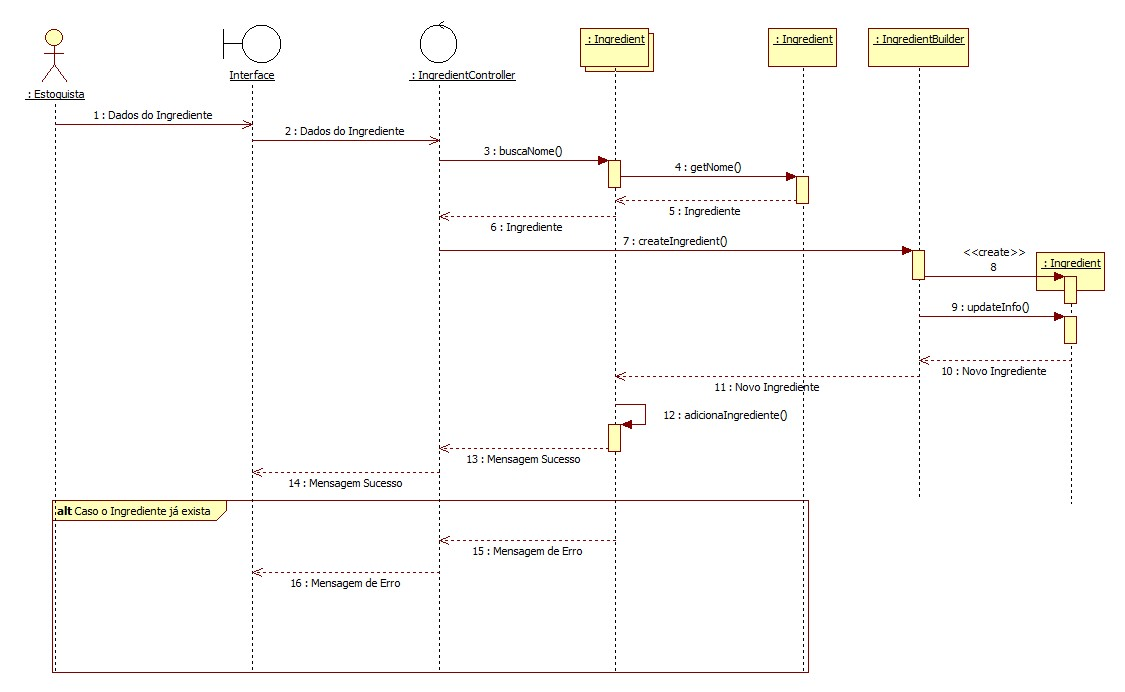 : Estoquista
Interface
: IngredientController
: Ingredient
: Ingredient
: IngredientBuilder
1 : Dados do Ingrediente
2 : Dados do Ingrediente
3 : buscaNome()
4 : getNome()
5 : Ingrediente
6 : Ingrediente
7 : createIngredient()
<<create>>
8
: Ingredient
9 : updateInfo()
10 : Novo Ingrediente
11 : Novo Ingrediente
12 : adicionaIngrediente()
13 : Mensagem Sucesso
14 : Mensagem Sucesso
alt Caso o Ingrediente já exista
15 : Mensagem de Erro
16 : Mensagem de Erro